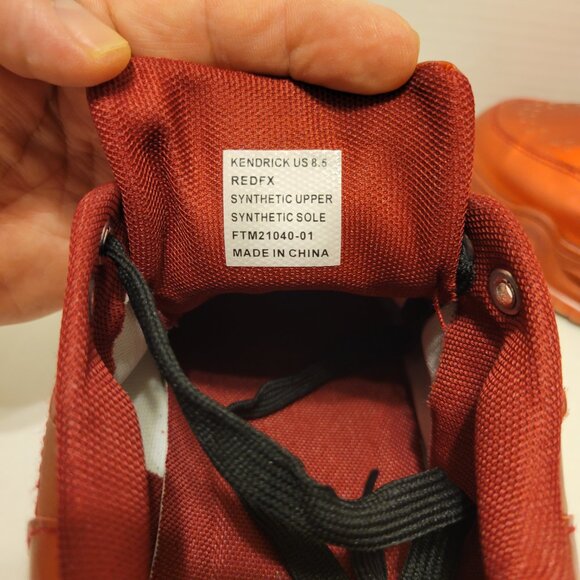 KENDRICK US 8.5
REDFX
SYNTHETIC UPPER
SYNTHETIC SOLE
FTM21040-01
MADE IN CHINA